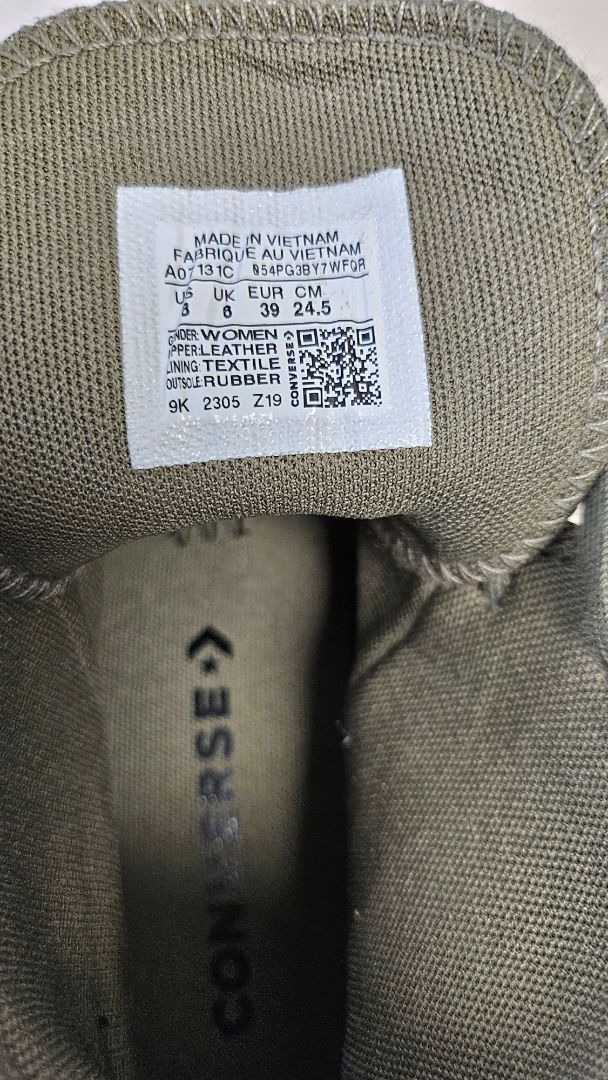 MADE IN VIETNAM
FABRIQUE AU VIETNAM
A07131C 054PG3BY7WFQR
US UK EUR CM
8 6 39 24.5
GENDER: WOMEN
UPPER: LEATHER
LINING: TEXTILE
OUTSOLE: RUBBER
CONVERSE
9K 2305 Z19
CONVERSE